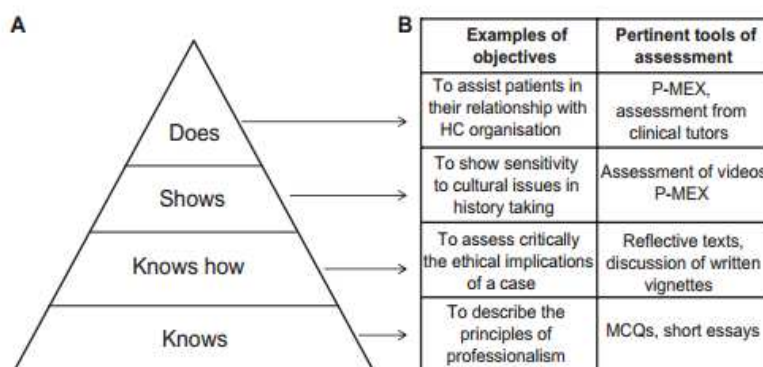 A
Does
Shows
Knows how
Knows
B
Examples of
objectives
Pertinent tools of
assessment
To assist patients in
their relationship with
HC organisation
P-MEX,
assessment from
clinical tutors
To show sensitivity
to cultural issues in
history taking
Assessment of videos
P-MEX
To assess critically
the ethical implications
of a case
Reflective texts,
discussion of written
vignettes
To describe the
principles of
professionalism
MCQs, short essays